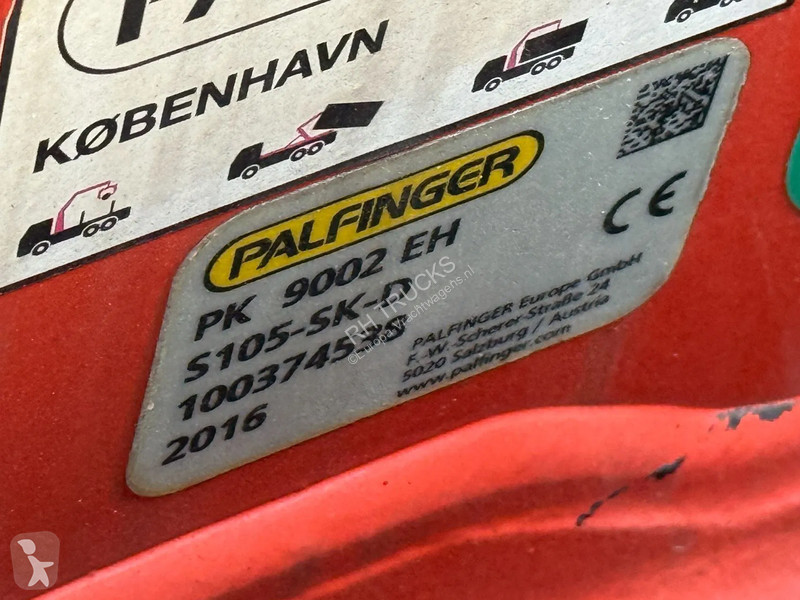 KØBENHAVN
PALFINGER
PK 9002 EH
S105-SK-D
2016
CE
PALFINGER Europe GmbH
F.-W.-Scherer-Straße 24
5020 Salzburg / Austria
www.palfinger.com
RH TRUCKS